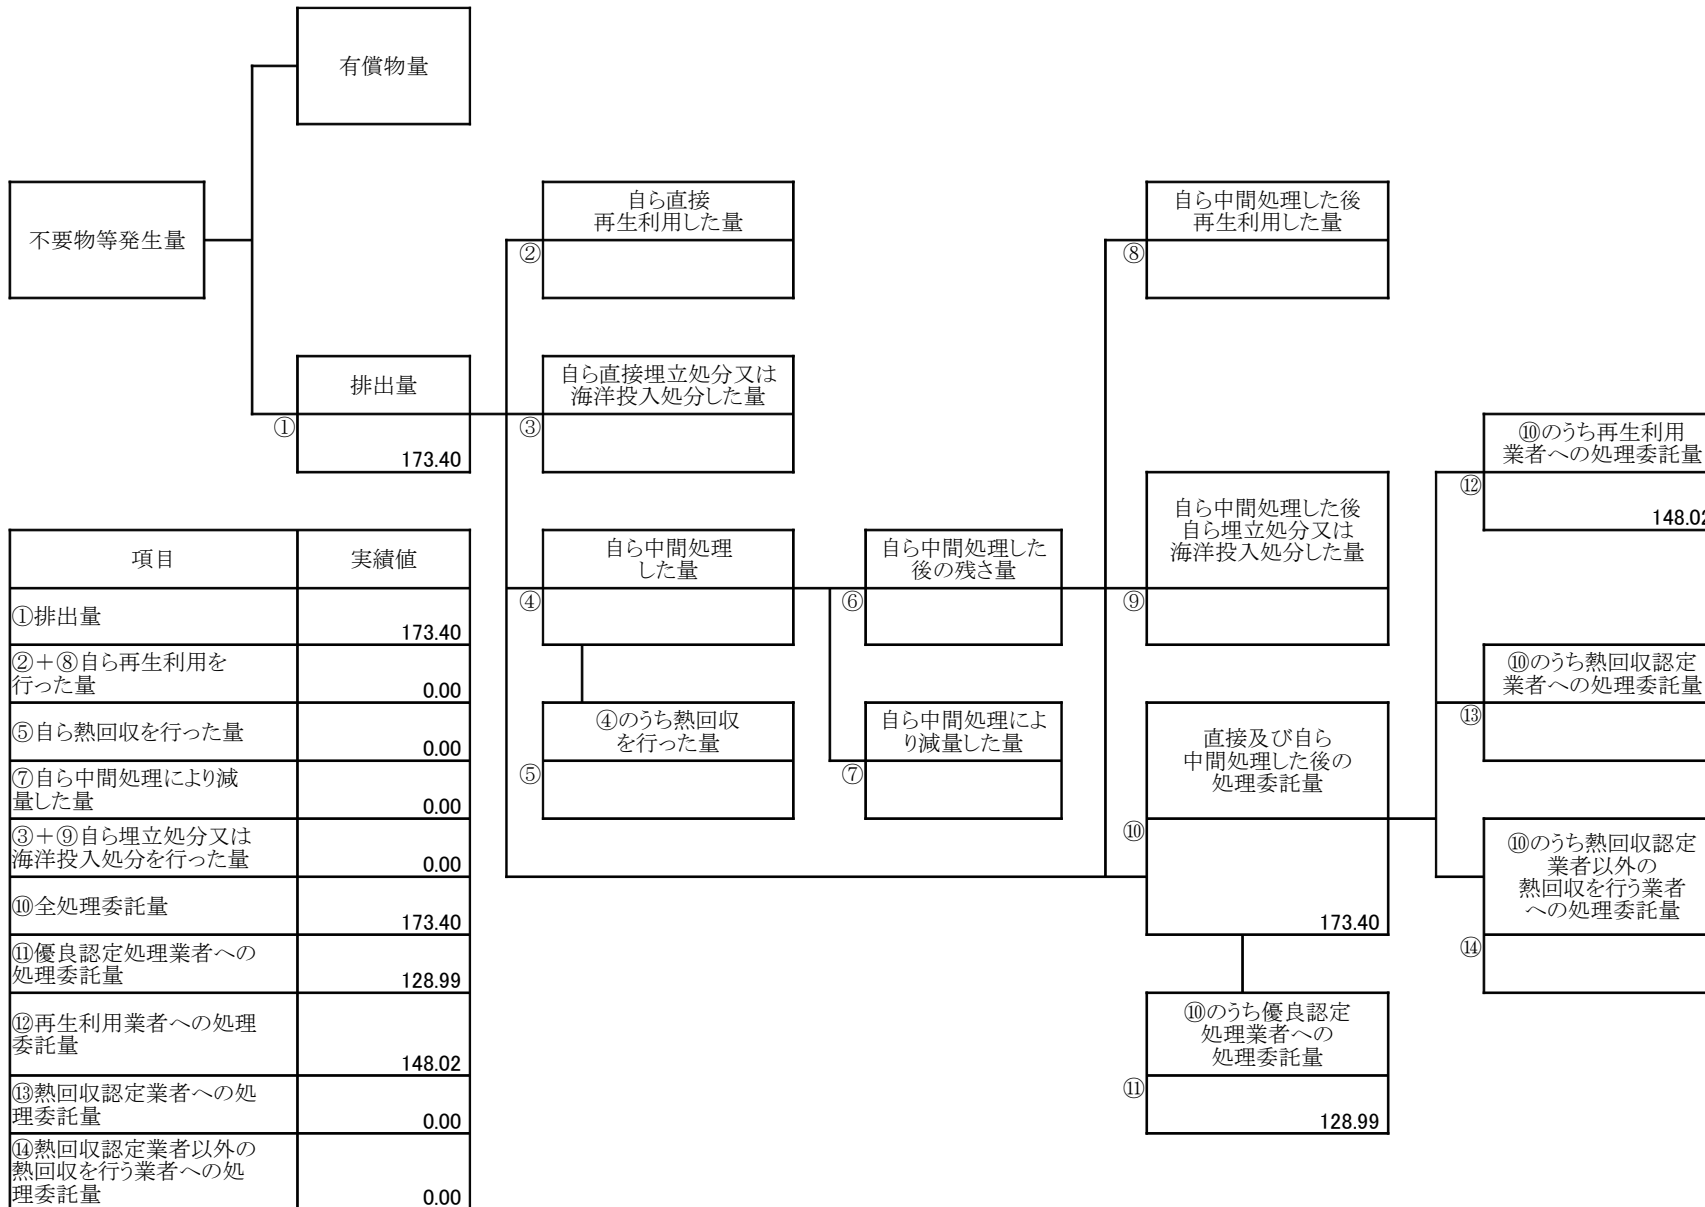 有償物量
不要物等発生量
排出量
①
173.40
自ら直接
再生利用した量
②
自ら直接埋立処分又は
海洋投入処分した量
③
自ら中間処理
した量
④
④のうち熱回収
を行った量
⑤
自ら中間処理した
後の残さ量
⑥
自ら中間処理によ
り減量した量
⑦
自ら中間処理した後
再生利用した量
⑧
自ら中間処理した後
自ら埋立処分又は
海洋投入処分した量
⑨
直接及び自ら
中間処理した後の
処理委託量
⑩
173.40
⑩のうち優良認定
処理業者への
処理委託量
⑪
128.99
⑩のうち再生利用
業者への処理委託量
⑫
148.02
⑩のうち熱回収認定
業者への処理委託量
⑬
⑩のうち熱回収認定
業者以外の
熱回収を行う業者
への処理委託量
⑭
項目 実績値
①排出量 173.40
②+⑧自ら再生利用を
行った量 0.00
⑤自ら熱回収を行った量 0.00
⑦自ら中間処理により減
量した量 0.00
③+⑨自ら埋立処分又は
海洋投入処分を行った量 0.00
⑩全処理委託量 173.40
⑪優良認定処理業者への
処理委託量 128.99
⑫再生利用業者への処理
委託量 148.02
⑬熱回収認定業者への処
理委託量 0.00
⑭熱回収認定業者以外の
熱回収を行う業者への処
理委託量 0.00